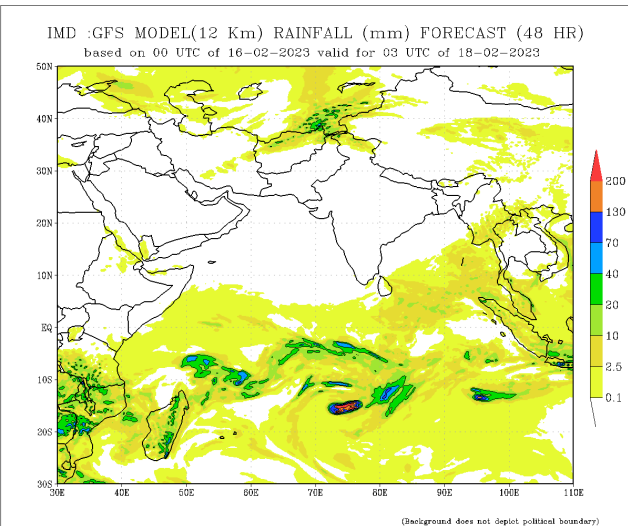 IMD :GFS MODEL(12 Km) RAINFALL (mm) FORECAST (48 HR)
based on 00 UTC of 16-02-2023 valid for 03 UTC of 18-02-2023
50N
40N
30N
20N
10N
EQ
10S
20S
30S
30E 40E 50E 60E 70E 80E 90E 100E 110E
200
130
70
40
20
10
2.5
0.1
(Background does not depict political boundary)